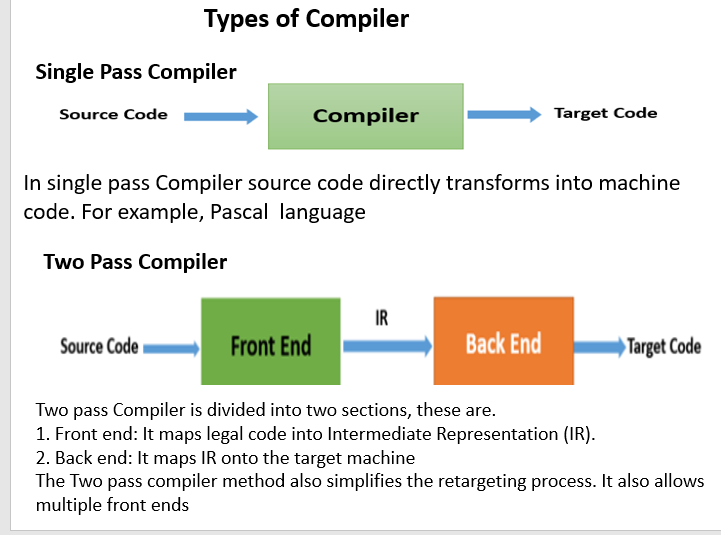 Types of Compiler
Single Pass Compiler
Source Code
Compiler
Target Code
In single pass Compiler source code directly transforms into machine
code. For example, Pascal language
Two Pass Compiler
Source Code
Front End
IR
Back End
Target Code
Two pass Compiler is divided into two sections, these are.
1. Front end: It maps legal code into Intermediate Representation (IR).
2. Back end: It maps IR onto the target machine
The Two pass compiler method also simplifies the retargeting process. It also allows
multiple front ends